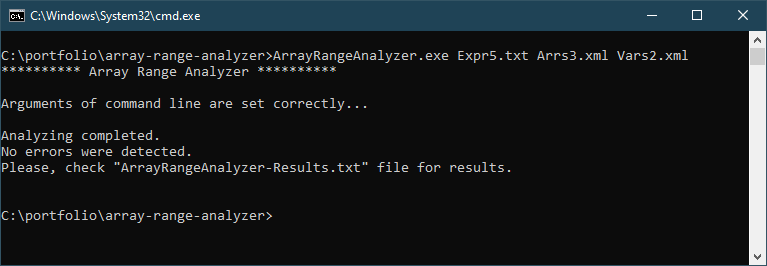 C:\Windows\System32\cmd.exe
C:\portfolio\array-range-analyzer>ArrayRangeAnalyzer.exe Expr5.txt Arrs3.xml Vars2.xml
********** Array Range Analyzer **********
Arguments of command line are set correctly...
Analyzing completed.
No errors were detected.
Please, check "ArrayRangeAnalyzer-Results.txt" file for results.
C:\portfolio\array-range-analyzer>